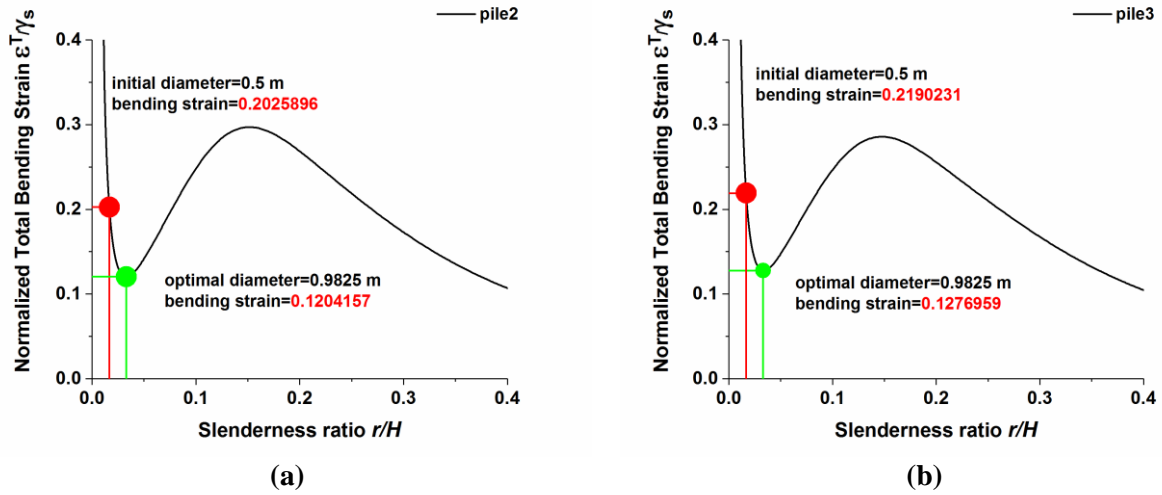 pile2
Normalized Total Bending Strain ε^T/γ_s
0.4
0.3
0.2
0.1
0.0
initial diameter=0.5 m
bending strain=0.2025896
optimal diameter=0.9825 m
bending strain=0.1204157
0.0 0.1 0.2 0.3 0.4
Slenderness ratio r/H
(a)
pile3
Normalized Total Bending Strain ε^T/γ_s
0.4
0.3
0.2
0.1
0.0
initial diameter=0.5 m
bending strain=0.2190231
optimal diameter=0.9825 m
bending strain=0.1276959
0.0 0.1 0.2 0.3 0.4
Slenderness ratio r/H
(b)